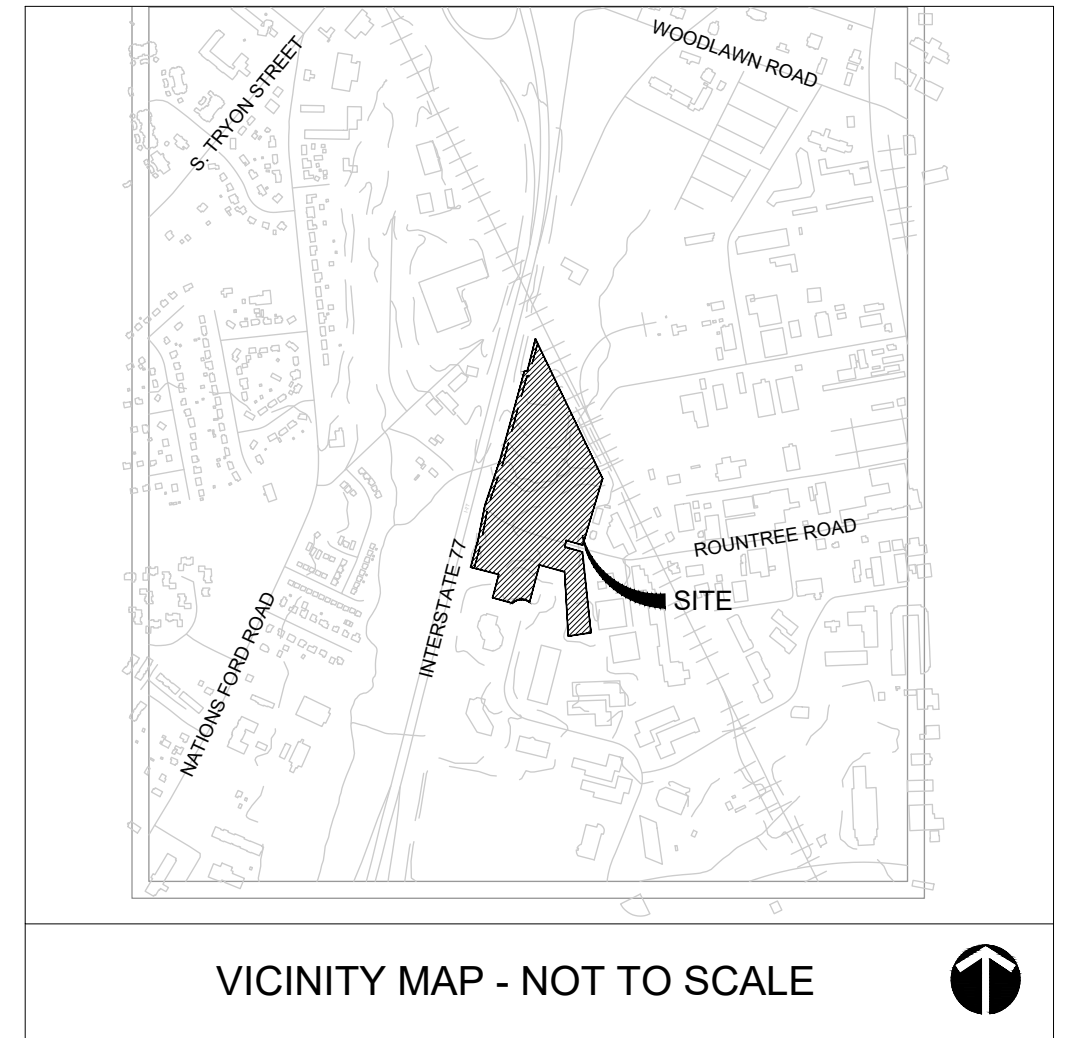 WOODLAWN ROAD
S. TRYON STREET
ROUNTREE ROAD
INTERSTATE 77
SITE
NATIONS FORD ROAD
VICINITY MAP - NOT TO SCALE